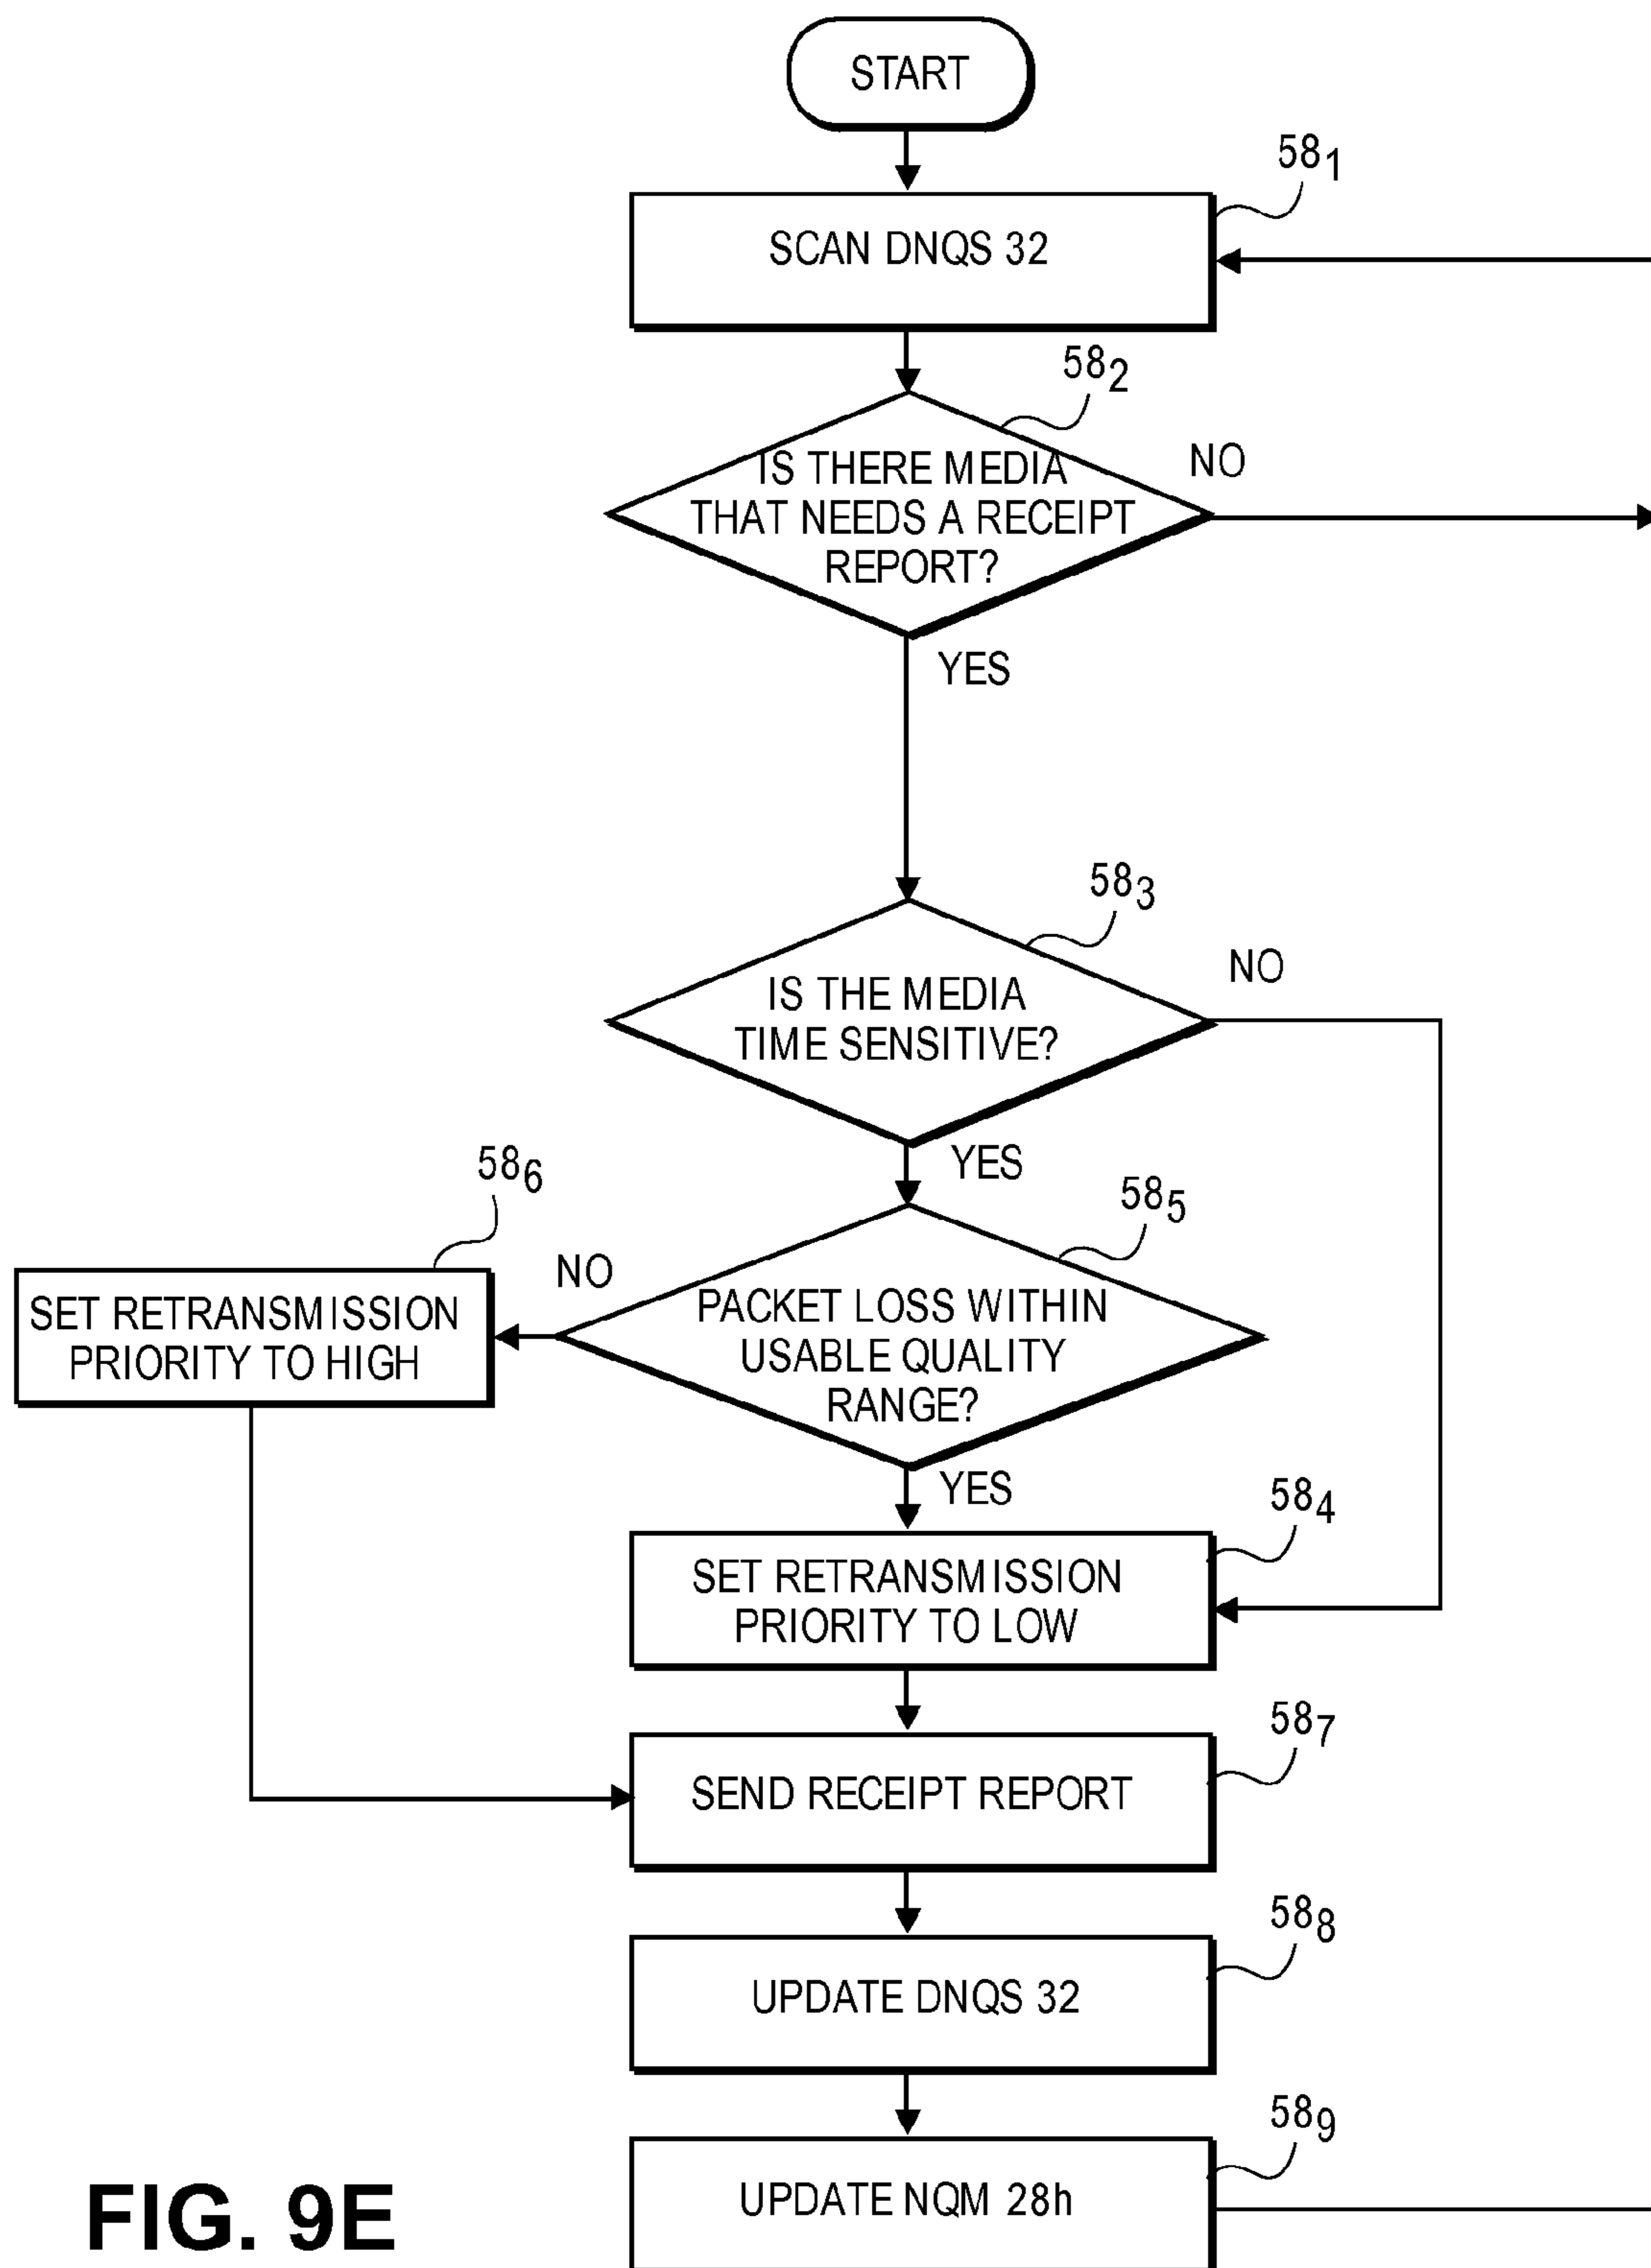 START
58₁
SCAN DNQS 32
58₂
IS THERE MEDIA
THAT NEEDS A RECEIPT
REPORT?
NO
YES
58₃
IS THE MEDIA
TIME SENSITIVE?
NO
YES
58₆
SET RETRANSMISSION
PRIORITY TO HIGH
58₅
NO
PACKET LOSS WITHIN
USABLE QUALITY
RANGE?
YES
58₄
SET RETRANSMISSION
PRIORITY TO LOW
58₇
SEND RECEIPT REPORT
58₈
UPDATE DNQS 32
58₉
UPDATE NQM 28h
FIG. 9E